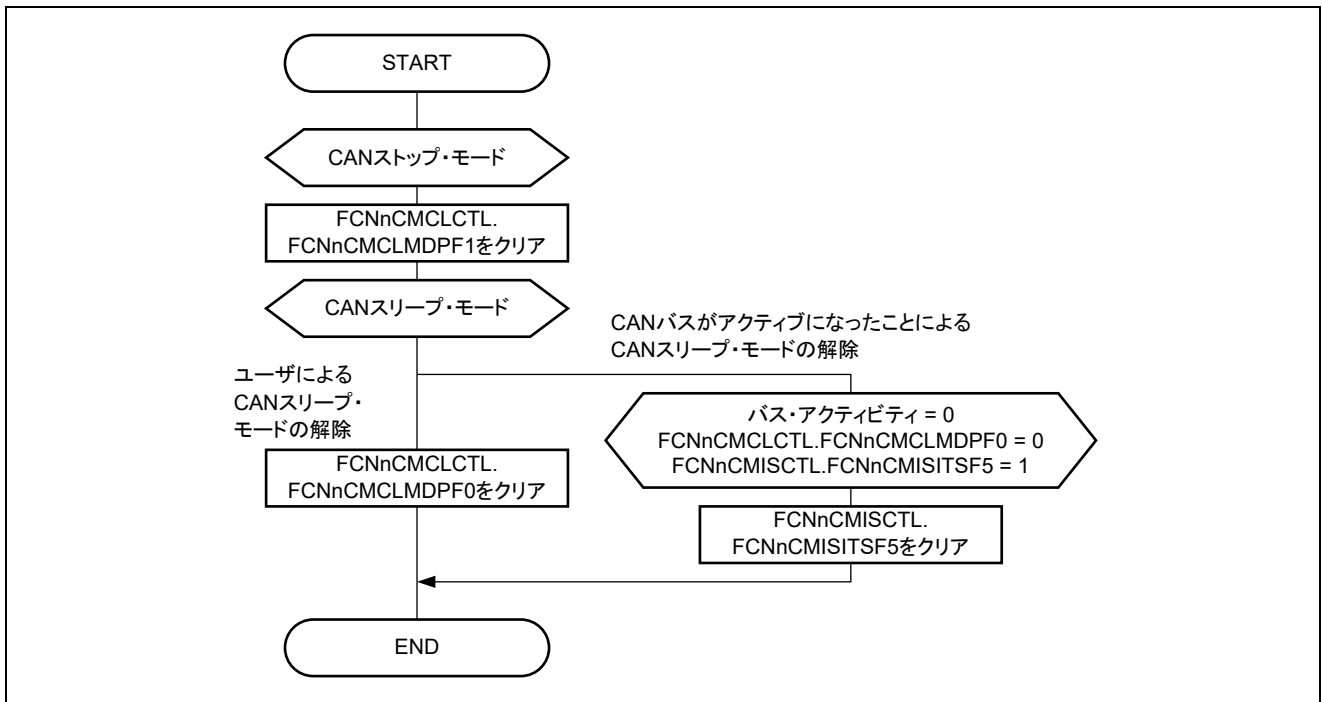 START
CANストップ・モード
FCNnCMCLCTL.
FCNnCMCLMDPF1をクリア
CANスリープ・モード
CANバスがアクティブになったことによる
CANスリープ・モードの解除
ユーザによる
CANスリープ・
モードの解除
バス・アクティビティ = 0
FCNnCMCLCTL.FCNnCMCLMDPF0 = 0
FCNnCMISCTL.FCNnCMISITSF5 = 1
FCNnCMCLCTL.
FCNnCMCLMDPF0をクリア
FCNnCMISCTL.
FCNnCMISITSF5をクリア
END